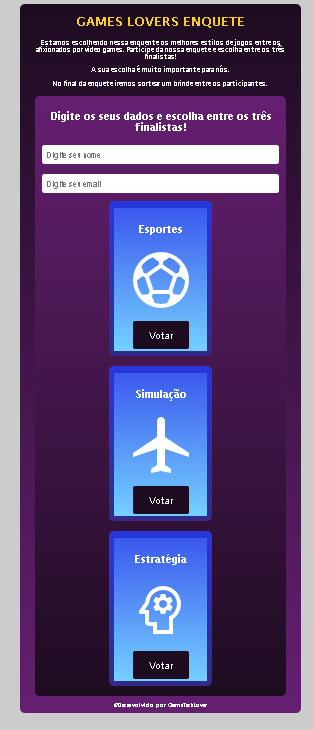 GAMES LOVERS ENQUETE
Estamos escolhendo nessa enquente os melhores estilos de jogos entre os
afixionados por video games. Participe da nossa enquete e escolha entre os três
finalistas!
A sua escolha é muito importante para nós.
No final da enquete iremos sortear um brinde entre os participantes.
Digite os seus dados e escolha entre os três
finalistas!
Digite seu nome
Digite seu email
Esportes
Votar
Simulação
Votar
Estratégia
Votar
©Desenvolvido por GamaTechLover